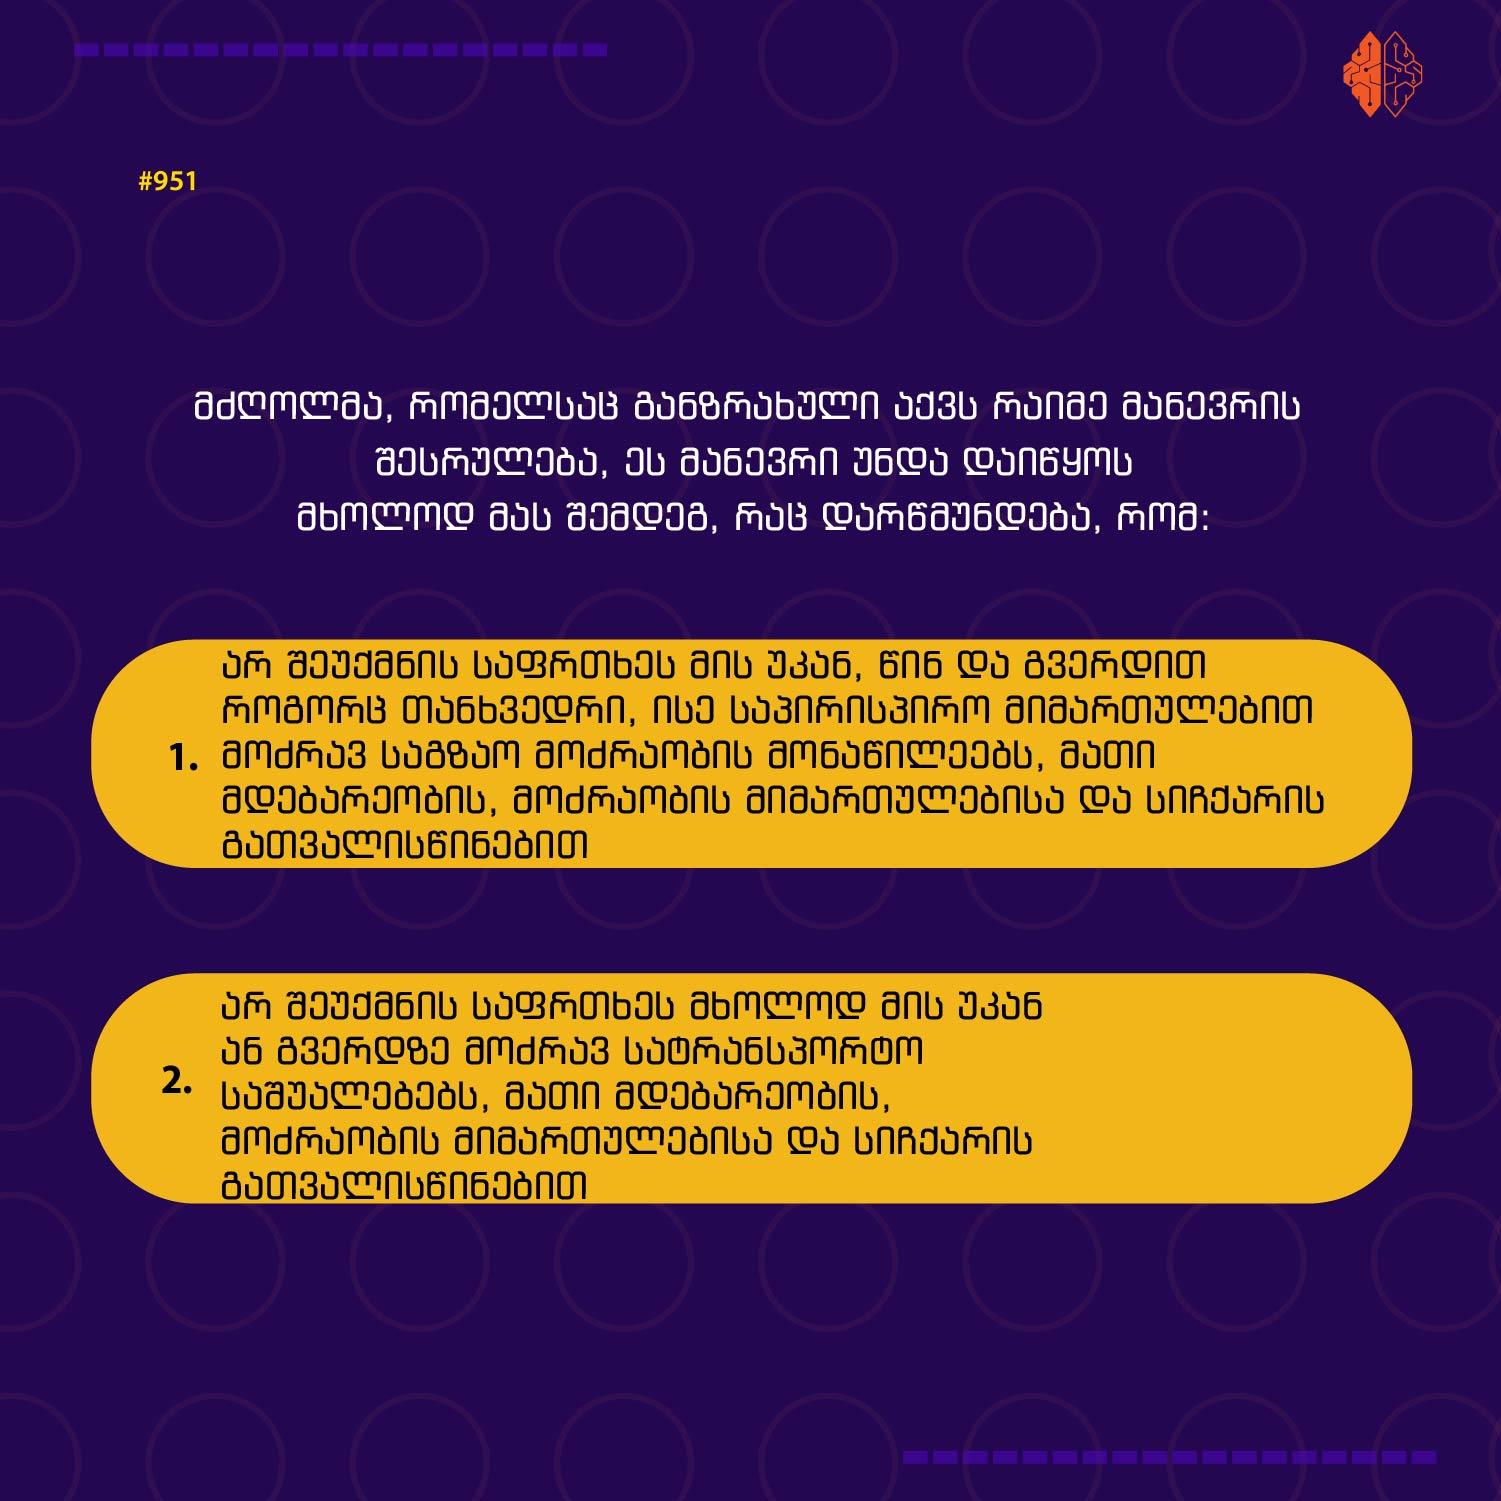 #951
მძღოლმა, რომელსაც განზრახული აქვს რაიმე მანევრის
შესრულება, ეს მანევრი უნდა დაიწყოს
მხოლოდ მას შემდეგ, რაც დარწმუნდება, რომ:
1. არ შეუქმნის საფრთხეს მის უკან, წინ და გვერდით
როგორც თანხვედრი, ისე საპირისპირო მიმართულებით
მოძრავ საგზაო მოძრაობის მონაწილეებს, მათი
მდებარეობის, მოძრაობის მიმართულებისა და სიჩქარის
გათვალისწინებით
2. არ შეუქმნის საფრთხეს მხოლოდ მის უკან
ან გვერდზე მოძრავ სატრანსპორტო
საშუალებებს, მათი მდებარეობის,
მოძრაობის მიმართულებისა და სიჩქარის
გათვალისწინებით